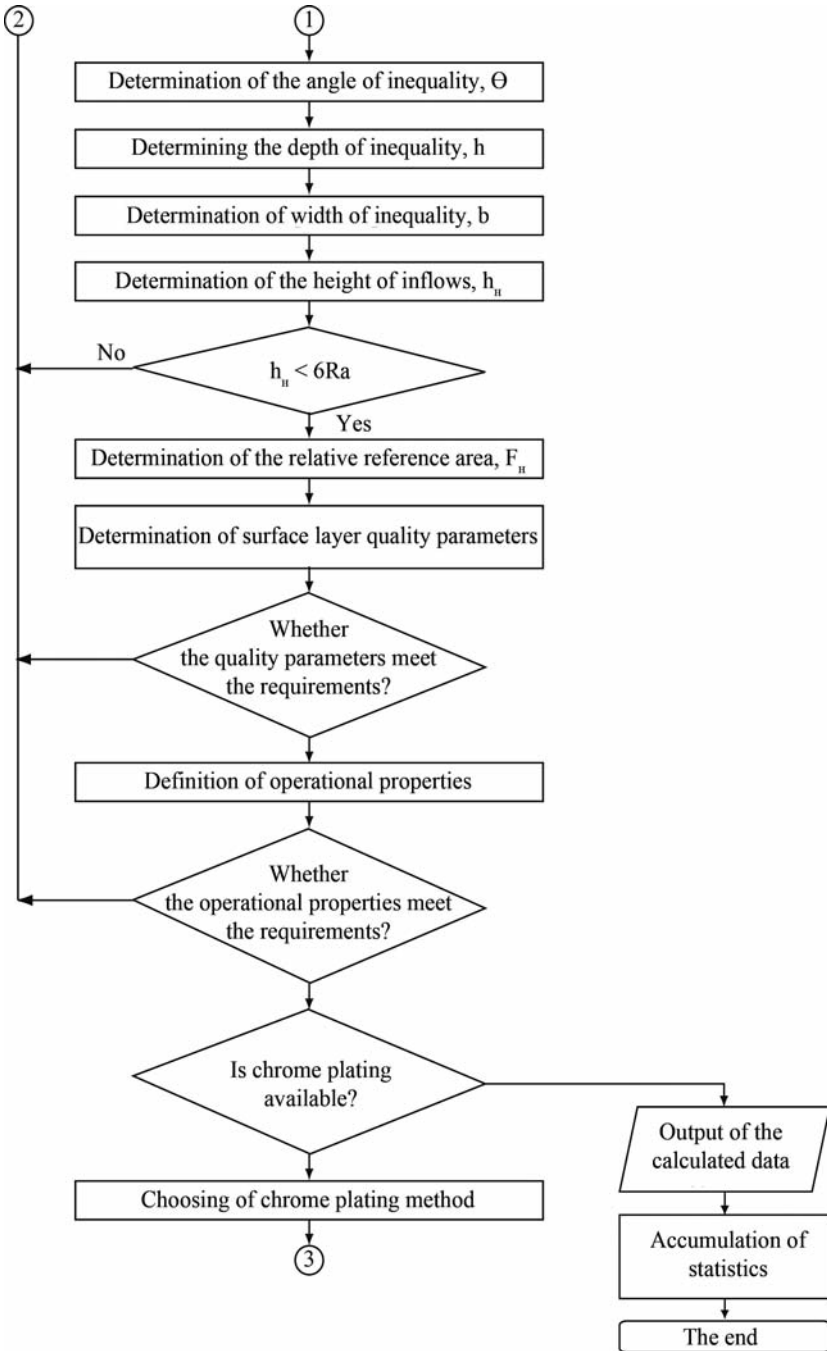 2
1
Determination of the angle of inequality, Ө
Determining the depth of inequality, h
Determination of width of inequality, b
Determination of the height of inflows, hн
No
hн < 6Ra
Yes
Determination of the relative reference area, Fн
Determination of surface layer quality parameters
Whether
the quality parameters meet
the requirements?
Definition of operational properties
Whether
the operational properties meet
the requirements?
Is chrome plating
available?
Output of the
calculated data
Choosing of chrome plating method
Accumulation of
statistics
3
The end